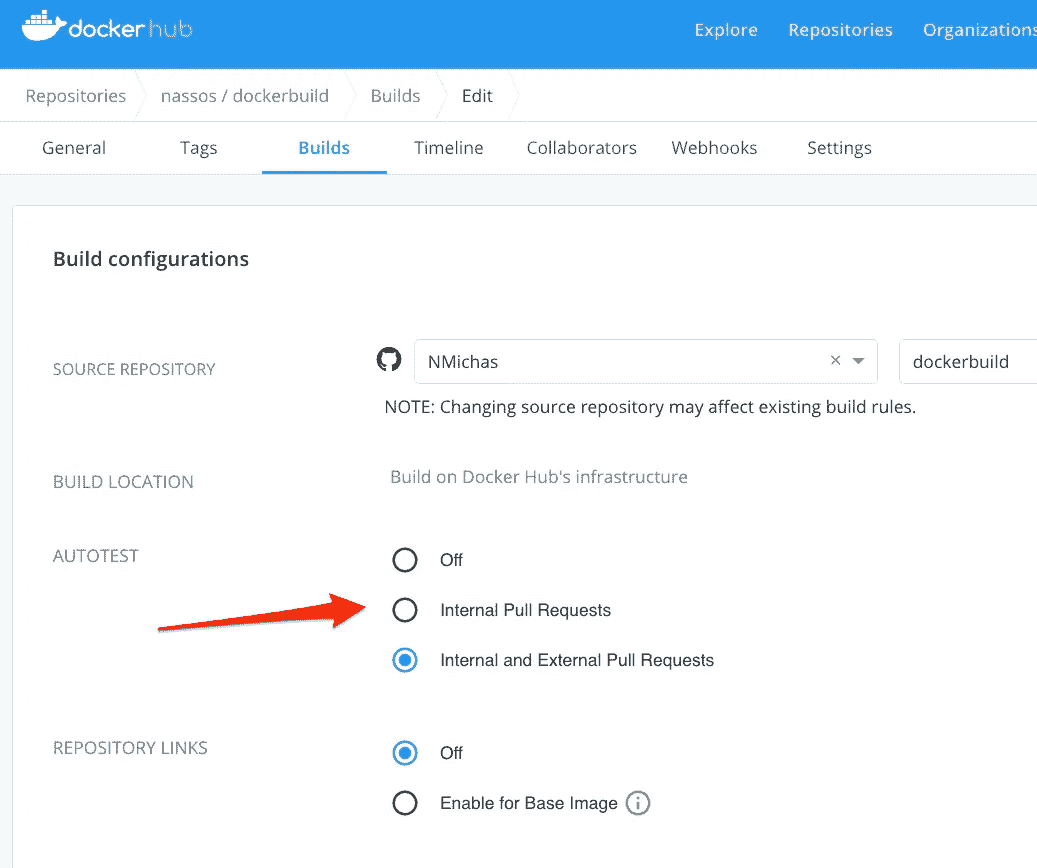 dockerhub Explore Repositories Organizations
Repositories nassos / dockerbuild Builds Edit
General Tags Builds Timeline Collaborators Webhooks Settings
Build configurations
SOURCE REPOSITORY NMichas × dockerbuild
NOTE: Changing source repository may affect existing build rules.
BUILD LOCATION Build on Docker Hub's infrastructure
AUTOTEST Off
Internal Pull Requests
Internal and External Pull Requests
REPOSITORY LINKS Off
Enable for Base Image i